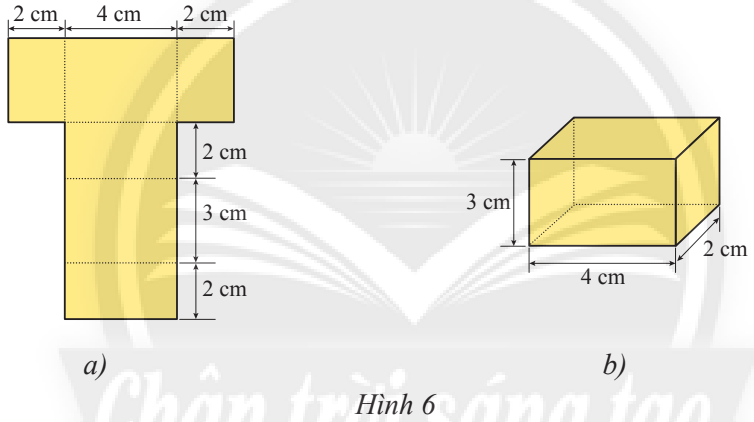 2 cm 4 cm 2 cm
2 cm
3 cm
2 cm
3 cm
2 cm
4 cm
a) b)
Hình 6
Chân trời sáng tạo